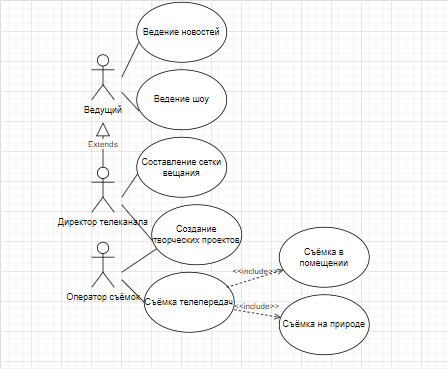 Ведение новостей
Ведущий
Ведение шоу
Extends
Составление сетки
вещания
Директор телеканала
Создание
творческих проектов
Оператор съёмок
Съёмка телепередач
<<include>>
Съёмка в
помещении
<<include>>
Съёмка на природе